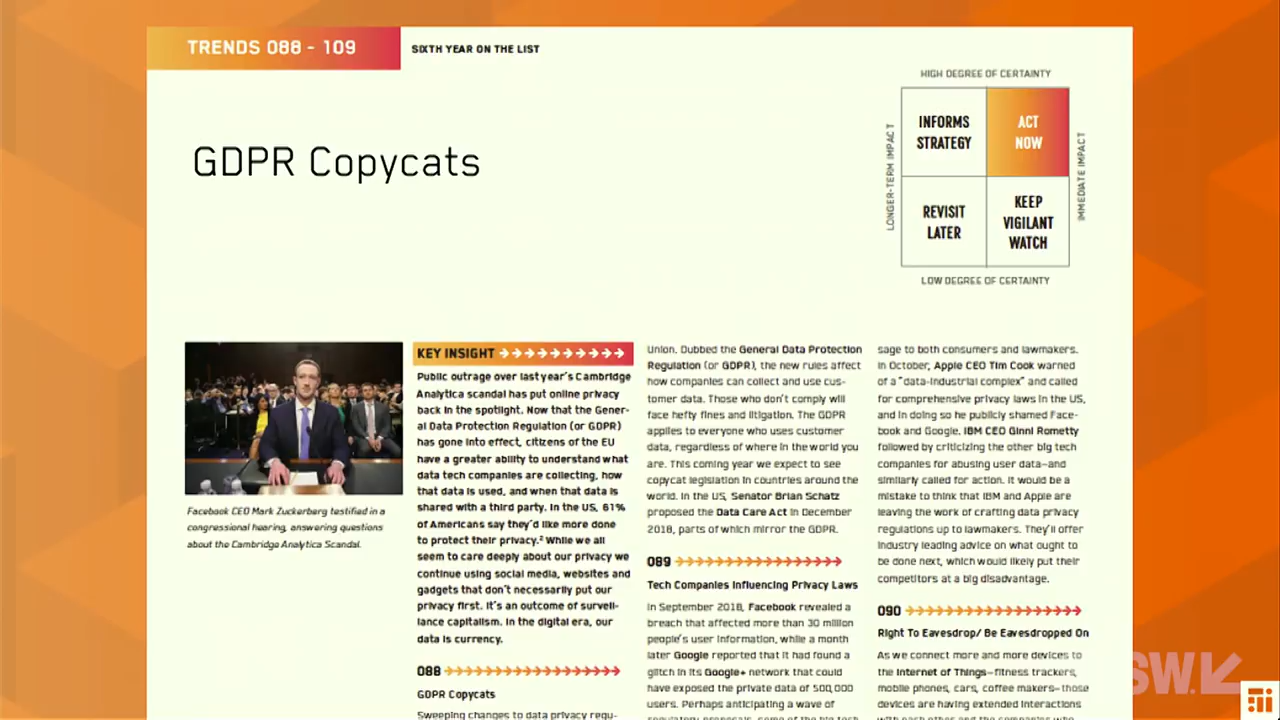 TRENDS 088 - 109
SIXTH YEAR ON THE LIST
GDPR Copycats
HIGH DEGREE OF CERTAINTY
LONGER-TERM IMPACT
INFORMS
STRATEGY
ACT
NOW
REVISIT
LATER
KEEP
VIGILANT
WATCH
IMMEDIATE IMPACT
LOW DEGREE OF CERTAINTY
Facebook CEO Mark Zuckerberg testified in a
congressional hearing, answering questions
about the Cambridge Analytica Scandal.
KEY INSIGHT
Public outrage over last year's Cambridge
Analytica scandal has put online privacy
back in the spotlight. Now that the Gener-
al Data Protection Regulation (or GDPR)
has gone into effect, citizens of the EU
have a greater ability to understand what
data tech companies are collecting, how
that data is used, and when that data is
shared with a third party. In the US, 61%
of Americans say they'd like more done
to protect their privacy.² While we all
seem to care deeply about our privacy we
continue using social media, websites and
gadgets that don't necessarily put our
privacy first. It's an outcome of surveil-
lance capitalism. In the digital era, our
data is currency.
088
GDPR Copycats
Sweeping changes to data privacy regu-
Union. Dubbed the General Data Protection
Regulation (or GDPR), the new rules affect
how companies can collect and use cus-
tomer data. Those who don't comply will
face hefty fines and litigation. The GDPR
applies to everyone who uses customer
data, regardless of where in the world you
are. This coming year we expect to see
copycat legislation in countries around the
world. In the US, Senator Brian Schatz
proposed the Data Care Act in December
2018, parts of which mirror the GDPR.
089
Tech Companies Influencing Privacy Laws
In September 2018, Facebook revealed a
breach that affected more than 30 million
people's user information, while a month
later Google reported that it had found a
glitch in its Google+ network that could
have exposed the private data of 500,000
users. Perhaps anticipating a wave of
regulatory proposals, some of the big tech
sage to both consumers and lawmakers.
In October, Apple CEO Tim Cook warned
of a "data-industrial complex" and called
for comprehensive privacy laws in the US,
and in doing so he publicly shamed Face-
book and Google. IBM CEO Ginni Rometty
followed by criticizing the other big tech
companies for abusing user data—and
similarly called for action. It would be a
mistake to think that IBM and Apple are
leaving the work of crafting data privacy
regulations up to lawmakers. They'll offer
industry leading advice on what ought to
be done next, which would likely put their
competitors at a big disadvantage.
090
Right To Eavesdrop/ Be Eavesdropped On
As we connect more and more devices to
the Internet of Things—fitness trackers,
mobile phones, cars, coffee makers—those
devices are having extended interactions
with each other and the companies who
SW.